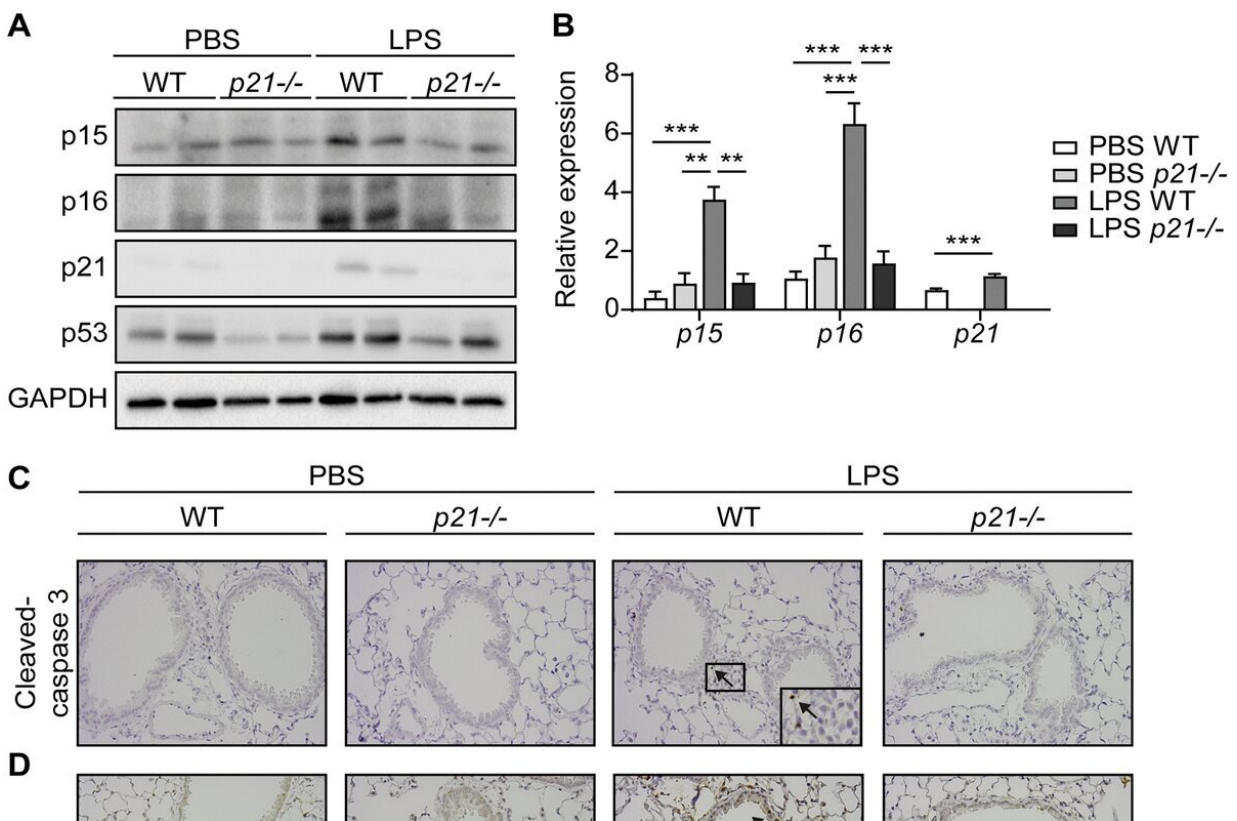 A
PBS LPS
WT p21-/- WT p21-/-
p15
p16
p21
p53
GAPDH
B
Relative expression
8
6
4
2
0
*** *** ***
*** ** **
***
p15 p16 p21
PBS WT
PBS p21-/-
LPS WT
LPS p21-/-
C
PBS LPS
WT p21-/- WT p21-/-
Cleaved-
caspase 3
D